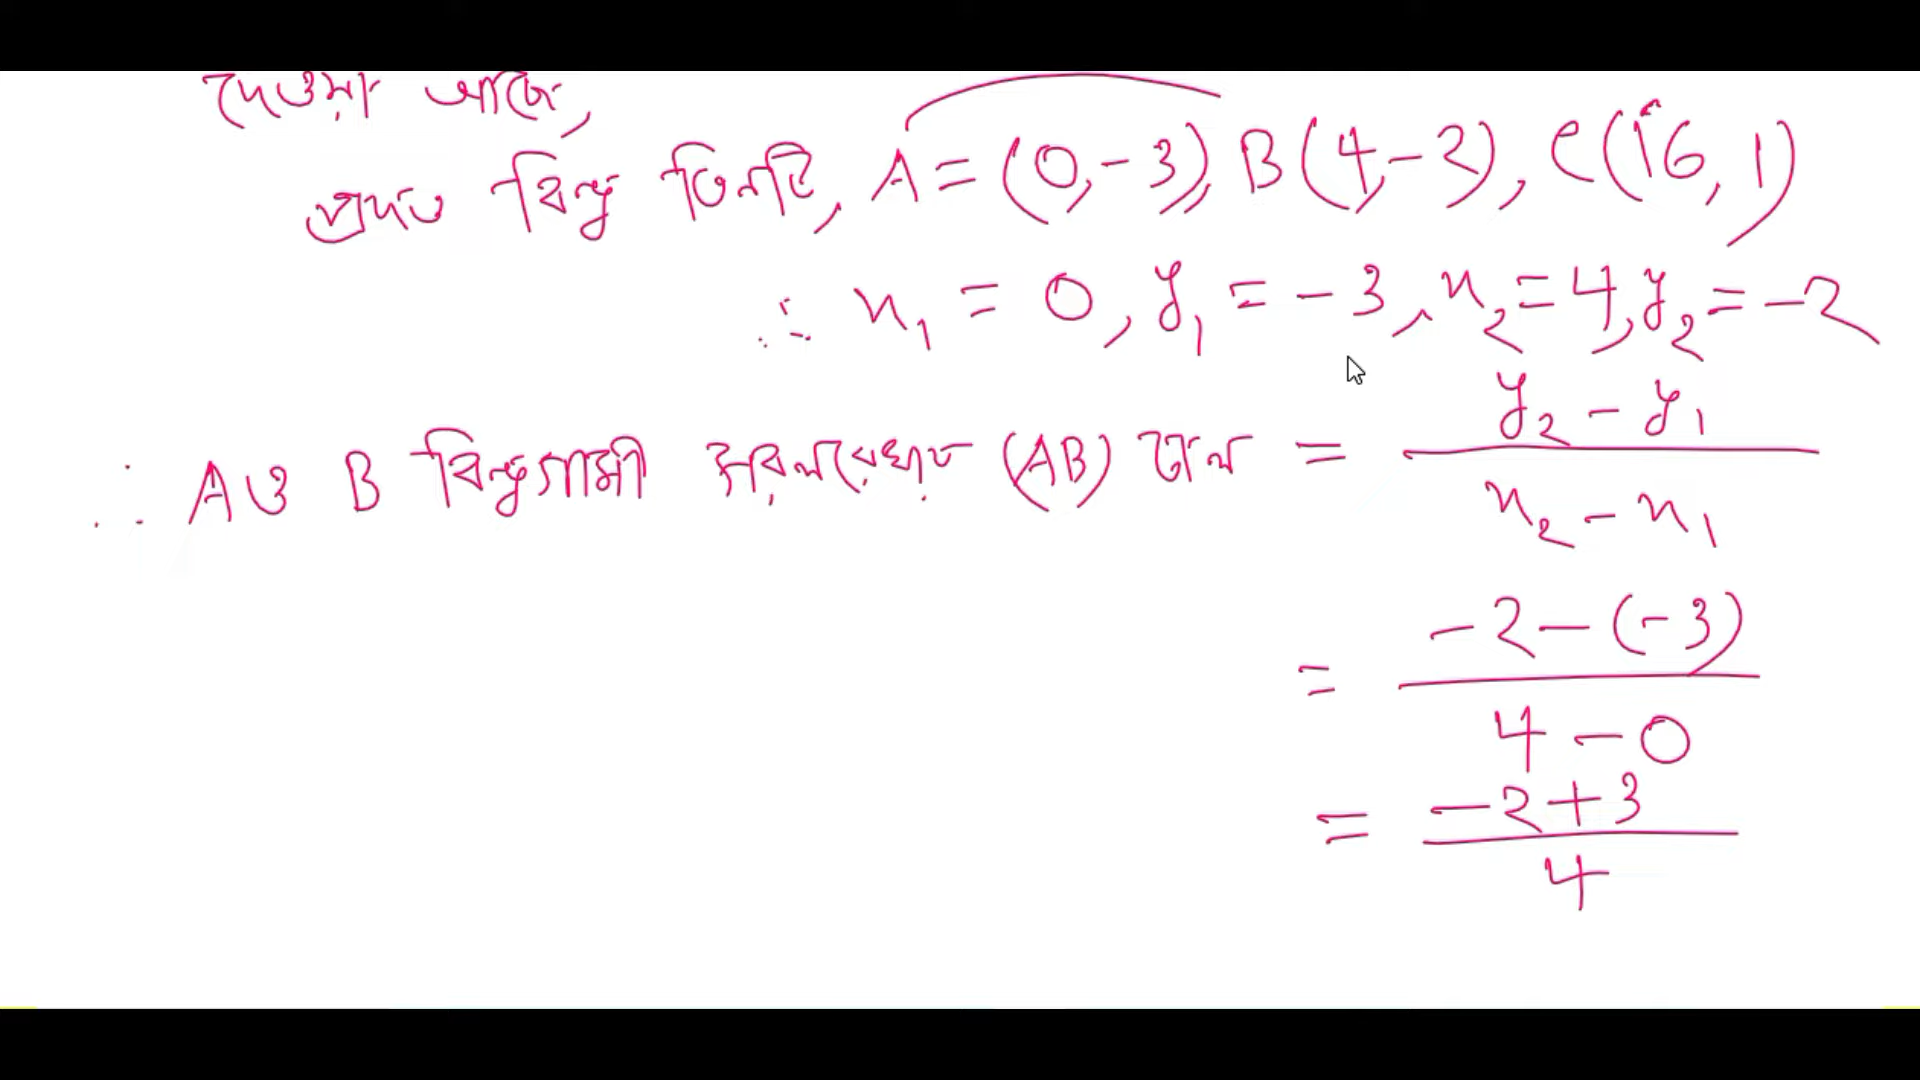 দেওয়া আছে,
প্রদত্ত বিন্দু তিনটি, A = (0, -3), B(4, -2), C(16, 1)
∴ x₁ = 0, y₁ = -3, x₂ = 4, y₂ = -2
∴ A ও B বিন্দুগামী সরলরেখার (AB) ঢাল = (y₂ - y₁) / (x₂ - x₁)
= (-2 - (-3)) / (4 - 0)
= (-2 + 3) / 4